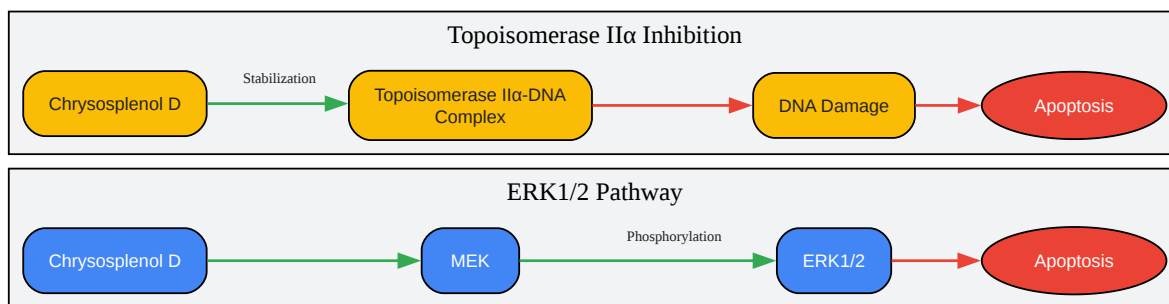 Topoisomerase IIα Inhibition
Chrysosplenol D
Stabilization
Topoisomerase IIα-DNA
Complex
DNA Damage
Apoptosis
ERK1/2 Pathway
Chrysosplenol D
MEK
Phosphorylation
ERK1/2
Apoptosis